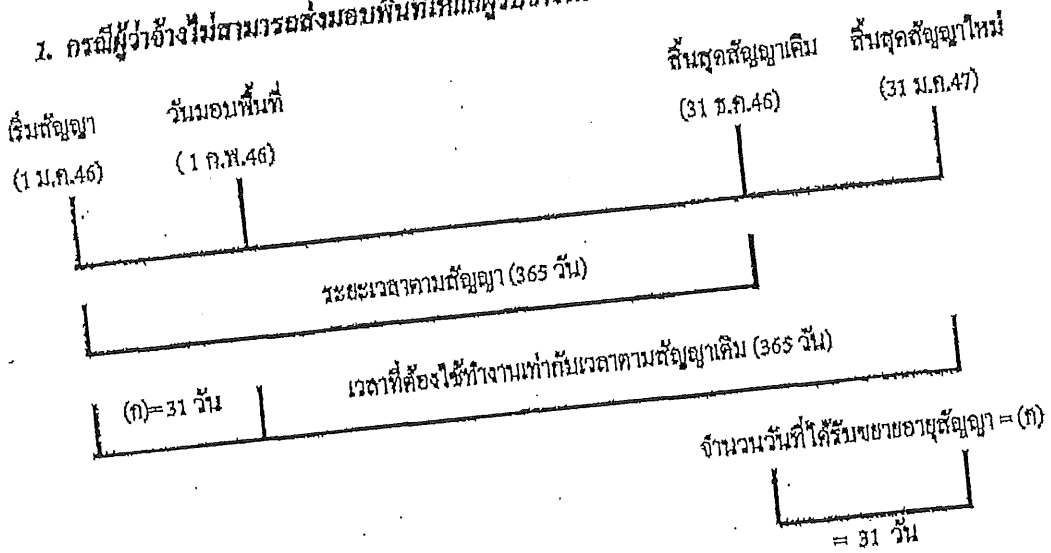 1. กรณีผู้ว่าจ้างไม่สามารถส่งมอบพื้นที่ให้แก่ผู้รับจ้าง
เริ่มสัญญา วันมอบพื้นที่ สิ้นสุดสัญญาเดิม สิ้นสุดสัญญาใหม่
(1 ม.ค.46) (1 ก.พ.46) (31 ธ.ค.46) (31 ม.ค.47)
ระยะเวลาตามสัญญา (365 วัน)
(ก)=31 วัน เวลาที่ต้องใช้ทำงานเท่ากับเวลาตามสัญญาเดิม (365 วัน)
จำนวนวันที่ได้รับขยายอายุสัญญา = (ก)
= 31 วัน